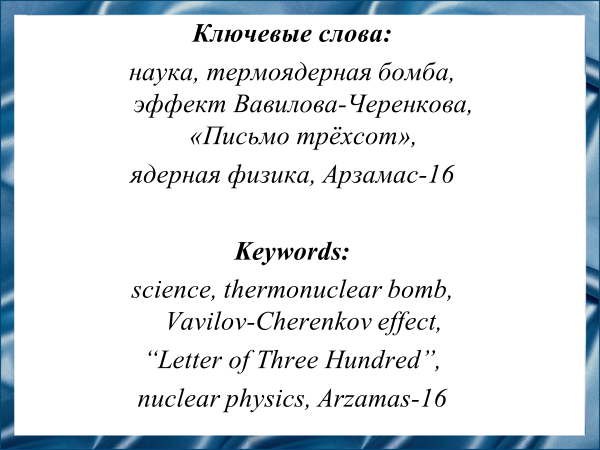 Ключевые слова:
наука, термоядерная бомба,
эффект Вавилова-Черенкова,
«Письмо трёхсот»,
ядерная физика, Арзамас-16
Keywords:
science, thermonuclear bomb,
Vavilov-Cherenkov effect,
“Letter of Three Hundred”,
nuclear physics, Arzamas-16